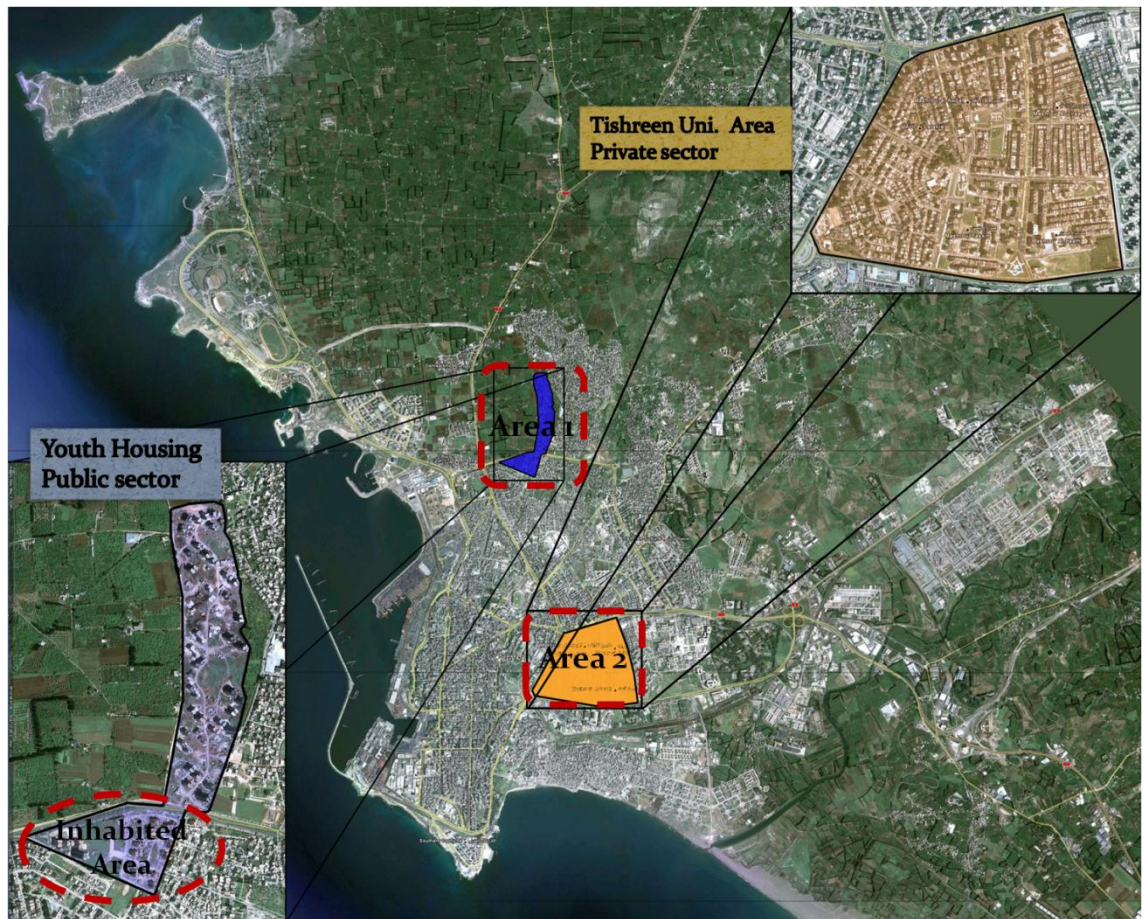 Tishreen Uni. Area
Private sector
Area 1
Youth Housing
Public sector
Area 2
Inhabited
Area